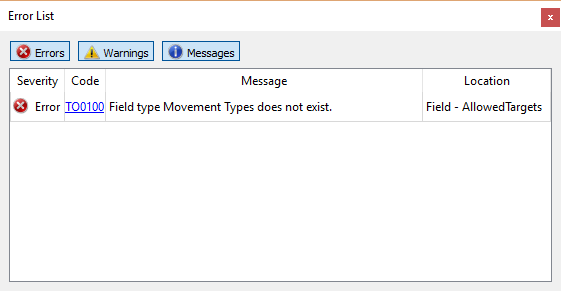 Error List
x
Errors Warnings Messages
Severity Code Message Location
Error TO0100 Field type Movement Types does not exist. Field - AllowedTargets